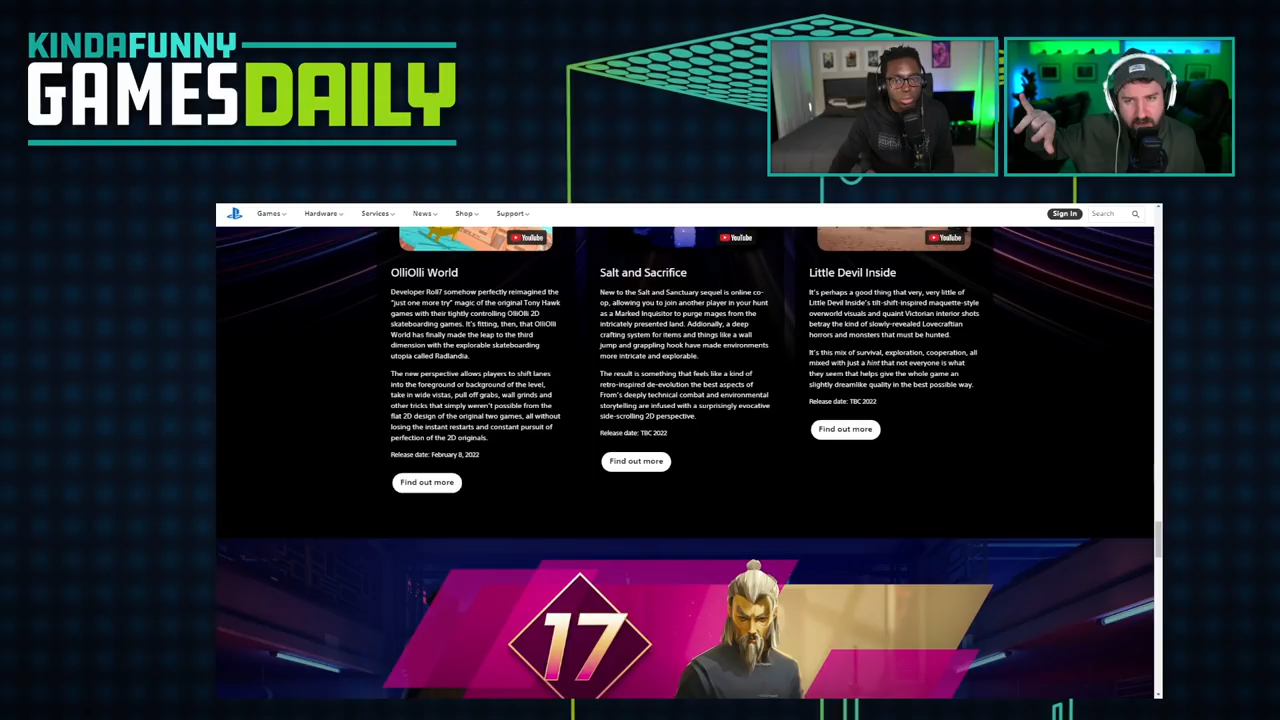 KINDAFUNNY
GAMESDAILY
Games
Hardware
Services
News
Shop
Support
Sign In
Search
YouTube
YouTube
YouTube
OlliOlli World
Developer Roll7 somehow perfectly reimagined the
"just one more try" magic of the original Tony Hawk
games with their tightly controlling OlliOlli 2D
skateboarding games. It's fitting, then, that OlliOlli
World has finally made the leap to the third
dimension with the explorable skateboarding
utopia called Radlandia.
The new perspective allows players to shift lanes
into the foreground or background of the level,
take in wide vistas, pull off grabs, wall grinds and
other tricks that simply weren't possible from the
flat 2D design of the original two games, all without
losing the instant restarts and constant pursuit of
perfection of the 2D originals.
Release date: February 8, 2022
Find out more
Salt and Sacrifice
New to the Salt and Sanctuary sequel is online co-
op, allowing you to join another player in your hunt
as a Marked Inquisitor to purge mages from the
intricately presented land. Addionally, a deep
crafting system for items and things like a wall
jump and grappling hook have made environments
more intricate and explorable.
The result is something that feels like a kind of
retro-inspired de-evolution the best aspects of
From's deeply technical combat and environmental
storytelling are infused with a surprisingly evocative
side-scrolling 2D perspective.
Release date: TBC 2022
Find out more
Little Devil Inside
It's perhaps a good thing that very, very little of
Little Devil Inside's tilt-shift-inspired maquette-style
overworld visuals and quaint Victorian interior shots
betray the kind of slowly-revealed Lovecraftian
horrors and monsters that must be hunted.
It's this mix of survival, exploration, cooperation, all
mixed with just a hint that not everyone is what
they seem that helps give the whole game an
slightly dreamlike quality in the best possible way.
Release date: TBC 2022
Find out more
17